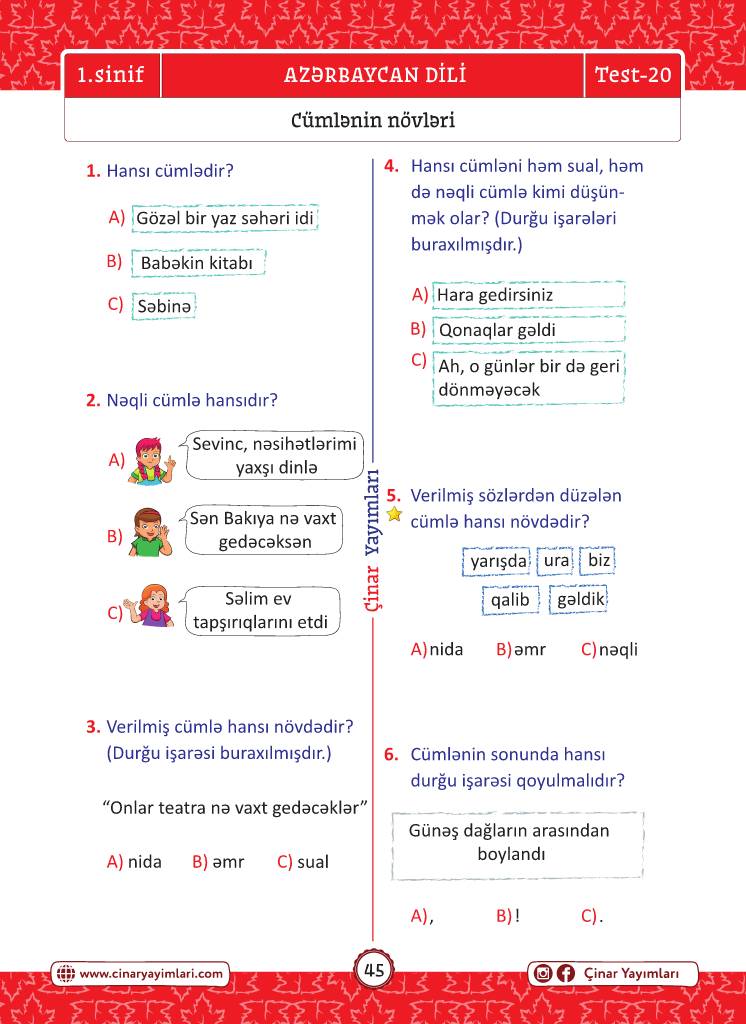 1.sinif
AZƏRBAYCAN DİLİ
Test-20
Cümlənin növləri
1. Hansı cümlədir?
A) Gözəl bir yaz səhəri idi
B) Babəkin kitabı
C) Səbinə
2. Nəqli cümlə hansıdır?
A) Sevinc, nəsihətlərimi
yaxşı dinlə
B) Sən Bakıya nə vaxt
gedəcəksən
C) Səlim ev
tapşırıqlarını etdi
3. Verilmiş cümlə hansı növdədir?
(Durğu işarəsi buraxılmışdır.)
“Onlar teatra nə vaxt gedəcəklər”
A) nida B) əmr C) sual
Çinar Yayımları
4. Hansı cümləni həm sual, həm
də nəqli cümlə kimi düşün-
mək olar? (Durğu işarələri
buraxılmışdır.)
A) Hara gedirsiniz
B) Qonaqlar gəldi
C) Ah, o günlər bir də geri
dönməyəcək
5. Verilmiş sözlərdən düzələn
cümlə hansı növdədir?
yarışda ura biz
qalib gəldik
A) nida B) əmr C) nəqli
6. Cümlənin sonunda hansı
durğu işarəsi qoyulmalıdır?
Günəş dağların arasından
boylandı
A) , B) ! C) .
www.cinaryayimlari.com
45
Çinar Yayımları